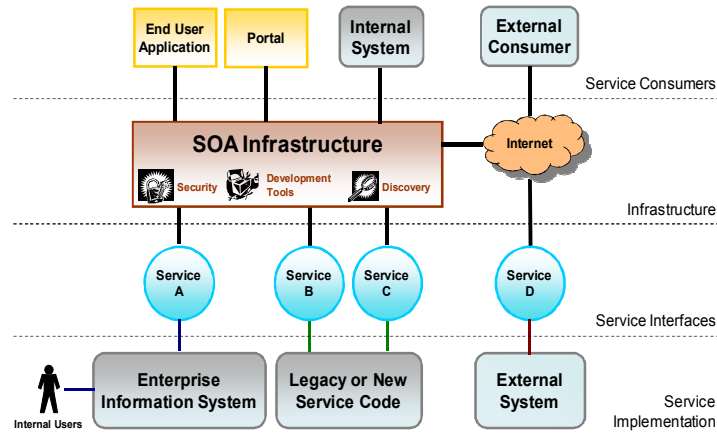 End User
Application
Portal
Internal
System
External
Consumer
Service Consumers
SOA Infrastructure
Internet
Security
Development
Tools
Discovery
Infrastructure
Service
A
Service
B
Service
C
Service
D
Service Interfaces
Enterprise
Information System
Legacy or New
Service Code
External
System
Internal Users
Service
Implementation